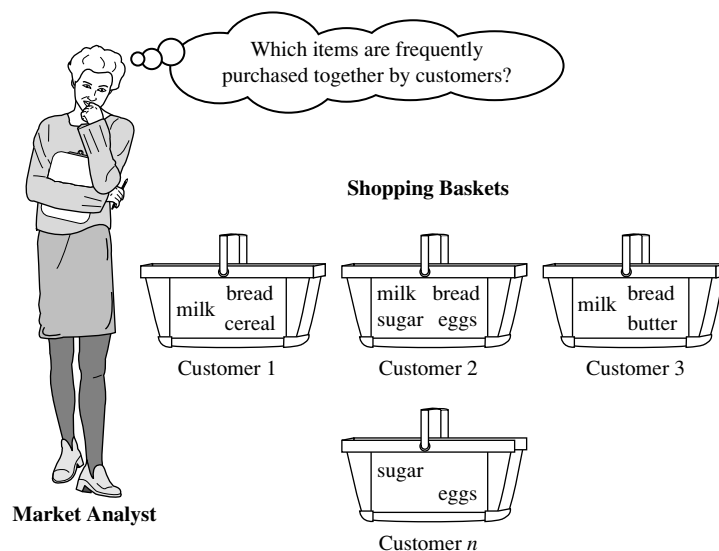 Which items are frequently
purchased together by customers?
Shopping Baskets
milk bread
cereal
Customer 1
milk bread
sugar eggs
Customer 2
milk bread
butter
Customer 3
sugar
eggs
Customer n
Market Analyst